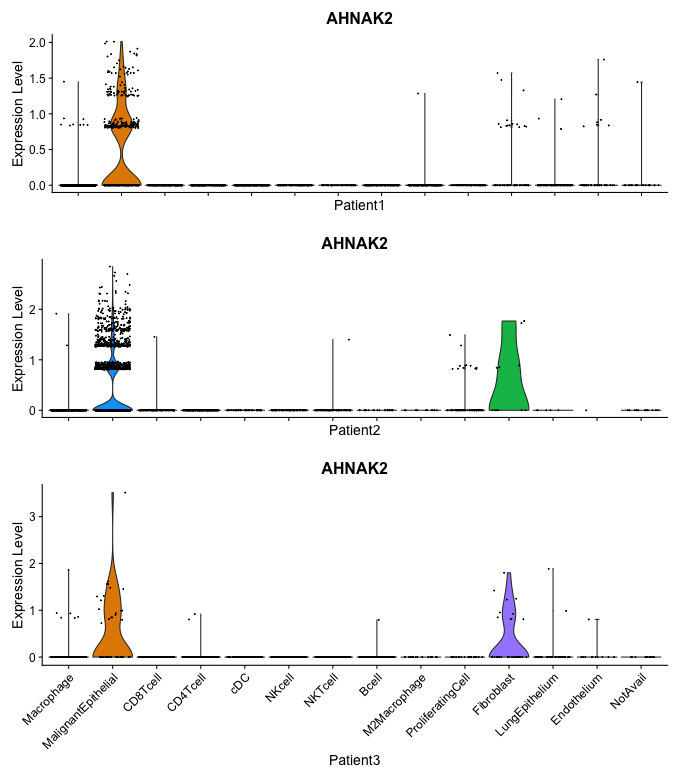 AHNAK2
Expression Level
2.0
1.5
1.0
0.5
0.0
Patient1
AHNAK2
Expression Level
2
1
0
Patient2
AHNAK2
Expression Level
3
2
1
0
Macrophage
MalignantEpithelial
CD8Tcell
CD4Tcell
cDC
NKcell
NKTcell
Bcell
M2Macrophage
ProliferatingCell
Fibroblast
LungEpithelium
Endothelium
NotAvail
Patient3